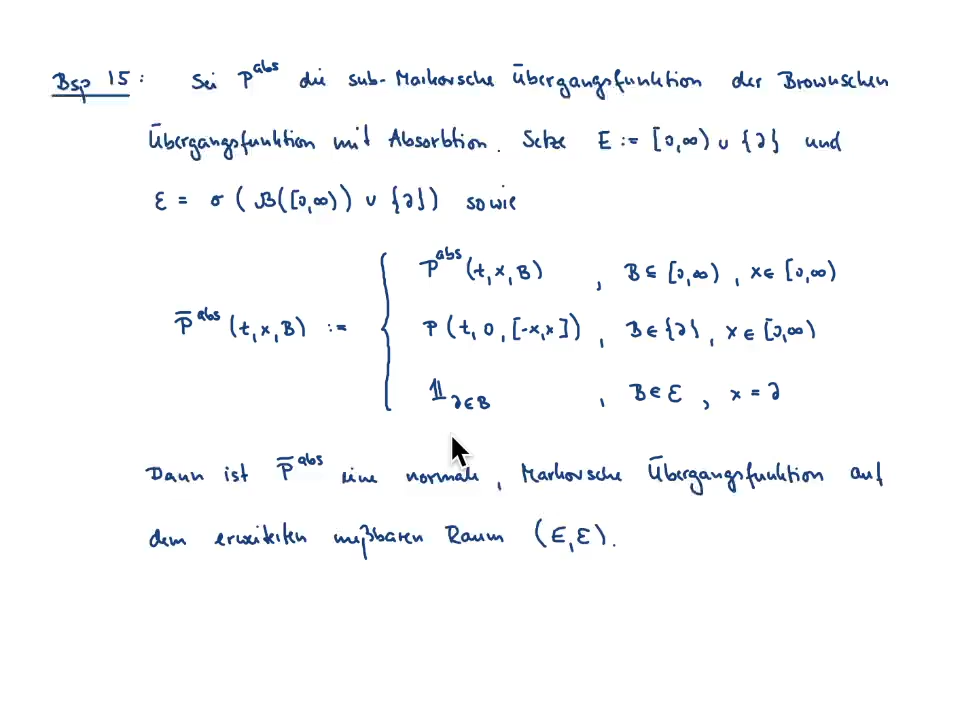 Bsp 15: Sei P^abs die sub-Markovsche Übergangsfunktion der Brownschen
Übergangsfunktion mit Absorbtion. Setze E := [0,∞) ∪ {∂} und
ℰ = σ(ℬ([0,∞)) ∪ {∂}) sowie
P^abs(t,x,B) , B ⊆ [0,∞) , x ∈ [0,∞)
P̄^abs(t,x,B) := { P(t,0,[-x,x]) , B ∈ {∂} , x ∈ [0,∞)
𝟙_{∂∈B} , B ∈ ℰ , x = ∂
Dann ist P̄^abs eine normale, Markovsche Übergangsfunktion auf
dem erweiterten meßbaren Raum (E,ℰ).